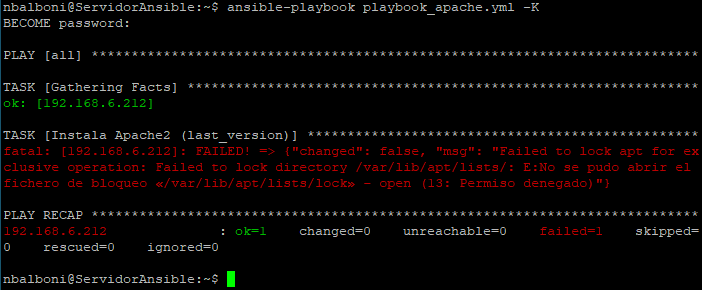 nbalboni@ServidorAnsible:~$ ansible-playbook playbook_apache.yml -K
BECOME password:
PLAY [all] *****************************************************************************
TASK [Gathering Facts] *****************************************************************
ok: [192.168.6.212]
TASK [Instala Apache2 (last_version)] **************************************************
fatal: [192.168.6.212]: FAILED! => {"changed": false, "msg": "Failed to lock apt for ex
clusive operation: Failed to lock directory /var/lib/apt/lists/: E:No se pudo abrir el
fichero de bloqueo «/var/lib/apt/lists/lock» - open (13: Permiso denegado)"}
PLAY RECAP *****************************************************************************
192.168.6.212              : ok=1    changed=0    unreachable=0    failed=1    skipped=
0    rescued=0    ignored=0
nbalboni@ServidorAnsible:~$